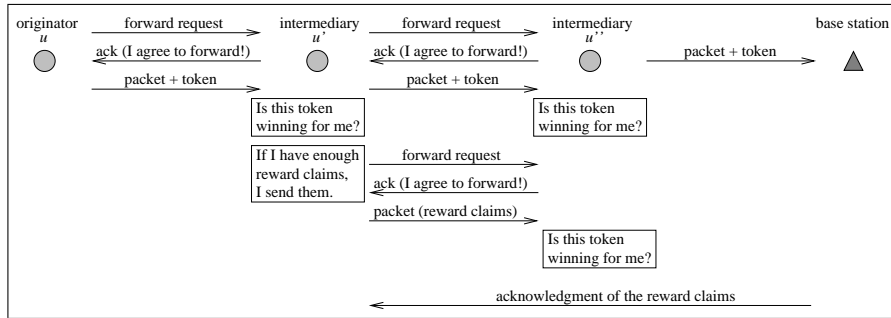 originator
u
forward request
ack (I agree to forward!)
packet + token
intermediary
u'
forward request
ack (I agree to forward!)
packet + token
intermediary
u''
packet + token
base station
Is this token
winning for me?
Is this token
winning for me?
If I have enough
reward claims,
I send them.
forward request
ack (I agree to forward!)
packet (reward claims)
Is this token
winning for me?
acknowledgment of the reward claims